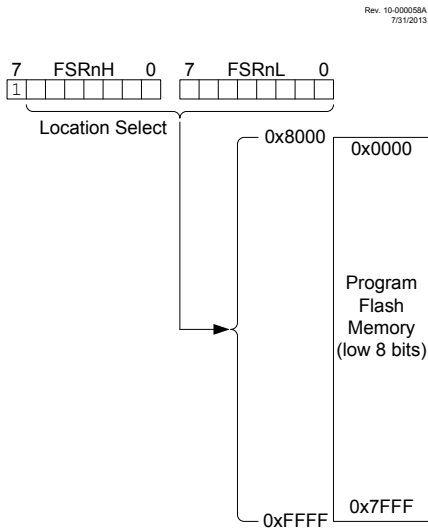 Rev. 10-000058A
7/31/2013
7 FSRnH 0 7 FSRnL 0
1
Location Select
0x8000
0x0000
Program
Flash
Memory
(low 8 bits)
0x7FFF
0xFFFF